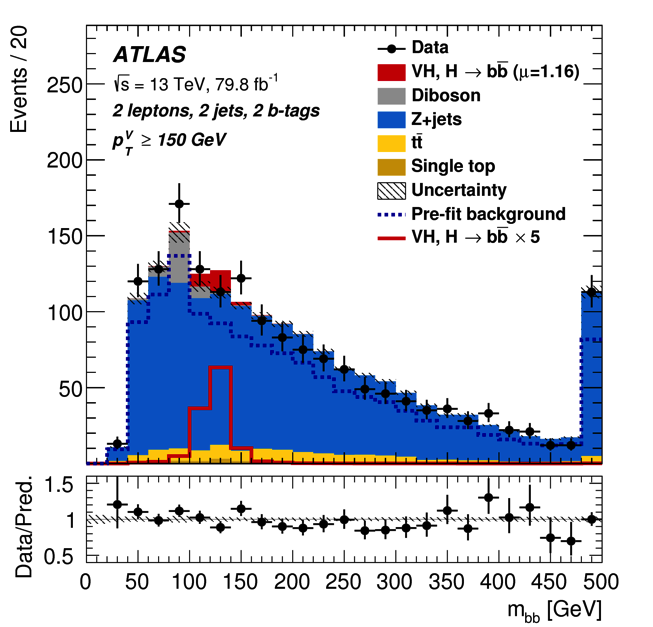 Events / 20
250
200
150
100
50
ATLAS
√s = 13 TeV, 79.8 fb⁻¹
2 leptons, 2 jets, 2 b-tags
p_T^V ≥ 150 GeV
Data
VH, H → bb̅ (μ=1.16)
Diboson
Z+jets
tt̅
Single top
Uncertainty
Pre-fit background
VH, H → bb̅ × 5
Data/Pred.
1.5
1
0.5
0 50 100 150 200 250 300 350 400 450 500
m_bb [GeV]